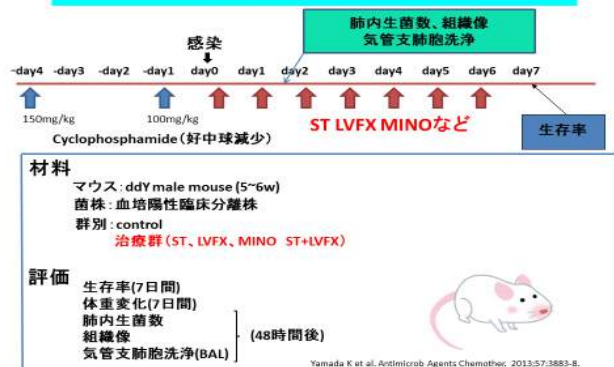 肺内生菌数、組織像
気管支肺胞洗浄
感染
-day4 -day3 -day2 -day1 day0 day1 day2 day3 day4 day5 day6 day7
150mg/kg 100mg/kg
ST LVFX MINOなど
生存率
Cyclophosphamide(好中球減少)
材料
マウス:ddY male mouse (5~6w)
菌株:血培陽性臨床分離株
群別:control
治療群(ST、LVFX、MINO ST+LVFX)
評価
生存率(7日間)
体重変化(7日間)
肺内生菌数
組織像
(48時間後)
気管支肺胞洗浄(BAL)
Yamada K et al. Antimicrob Agents Chemother. 2013;57:3883-8.